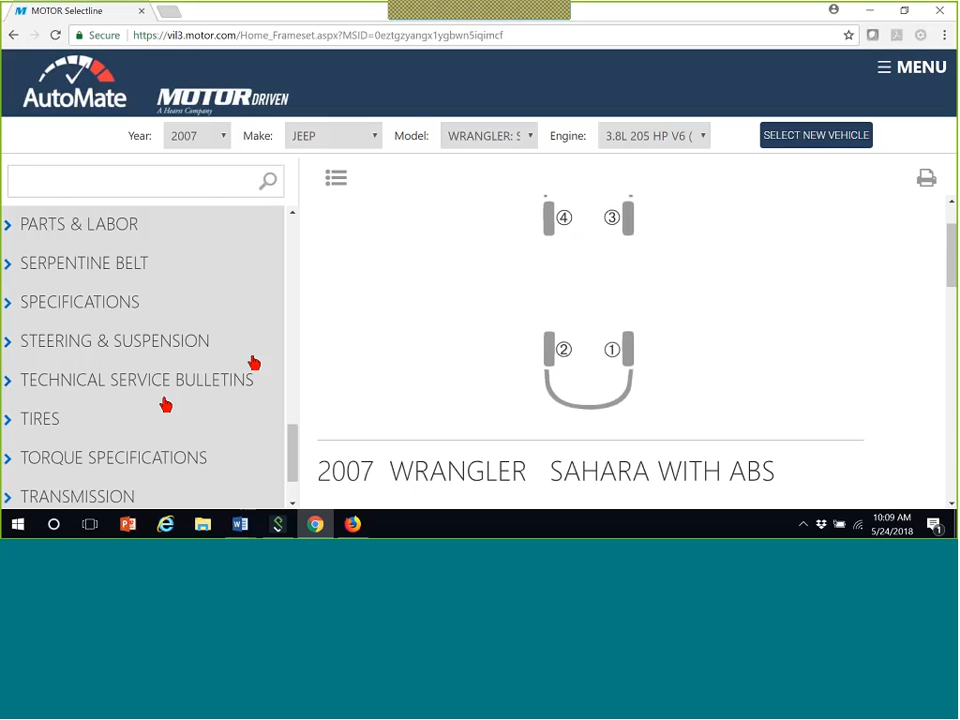 MOTOR Selectline
Secure https://vil3.motor.com/Home_Frameset.aspx?MSID=0eztgzyangx1ygbwn5iqimcf
AutoMate
MOTOR DRIVEN
A Hearst Company
MENU
Year: 2007 Make: JEEP Model: WRANGLER: S Engine: 3.8L 205 HP V6 ( SELECT NEW VEHICLE
PARTS & LABOR
SERPENTINE BELT
SPECIFICATIONS
STEERING & SUSPENSION
TECHNICAL SERVICE BULLETINS
TIRES
TORQUE SPECIFICATIONS
TRANSMISSION
④ ③
② ①
2007 WRANGLER SAHARA WITH ABS
10:09 AM
5/24/2018
1